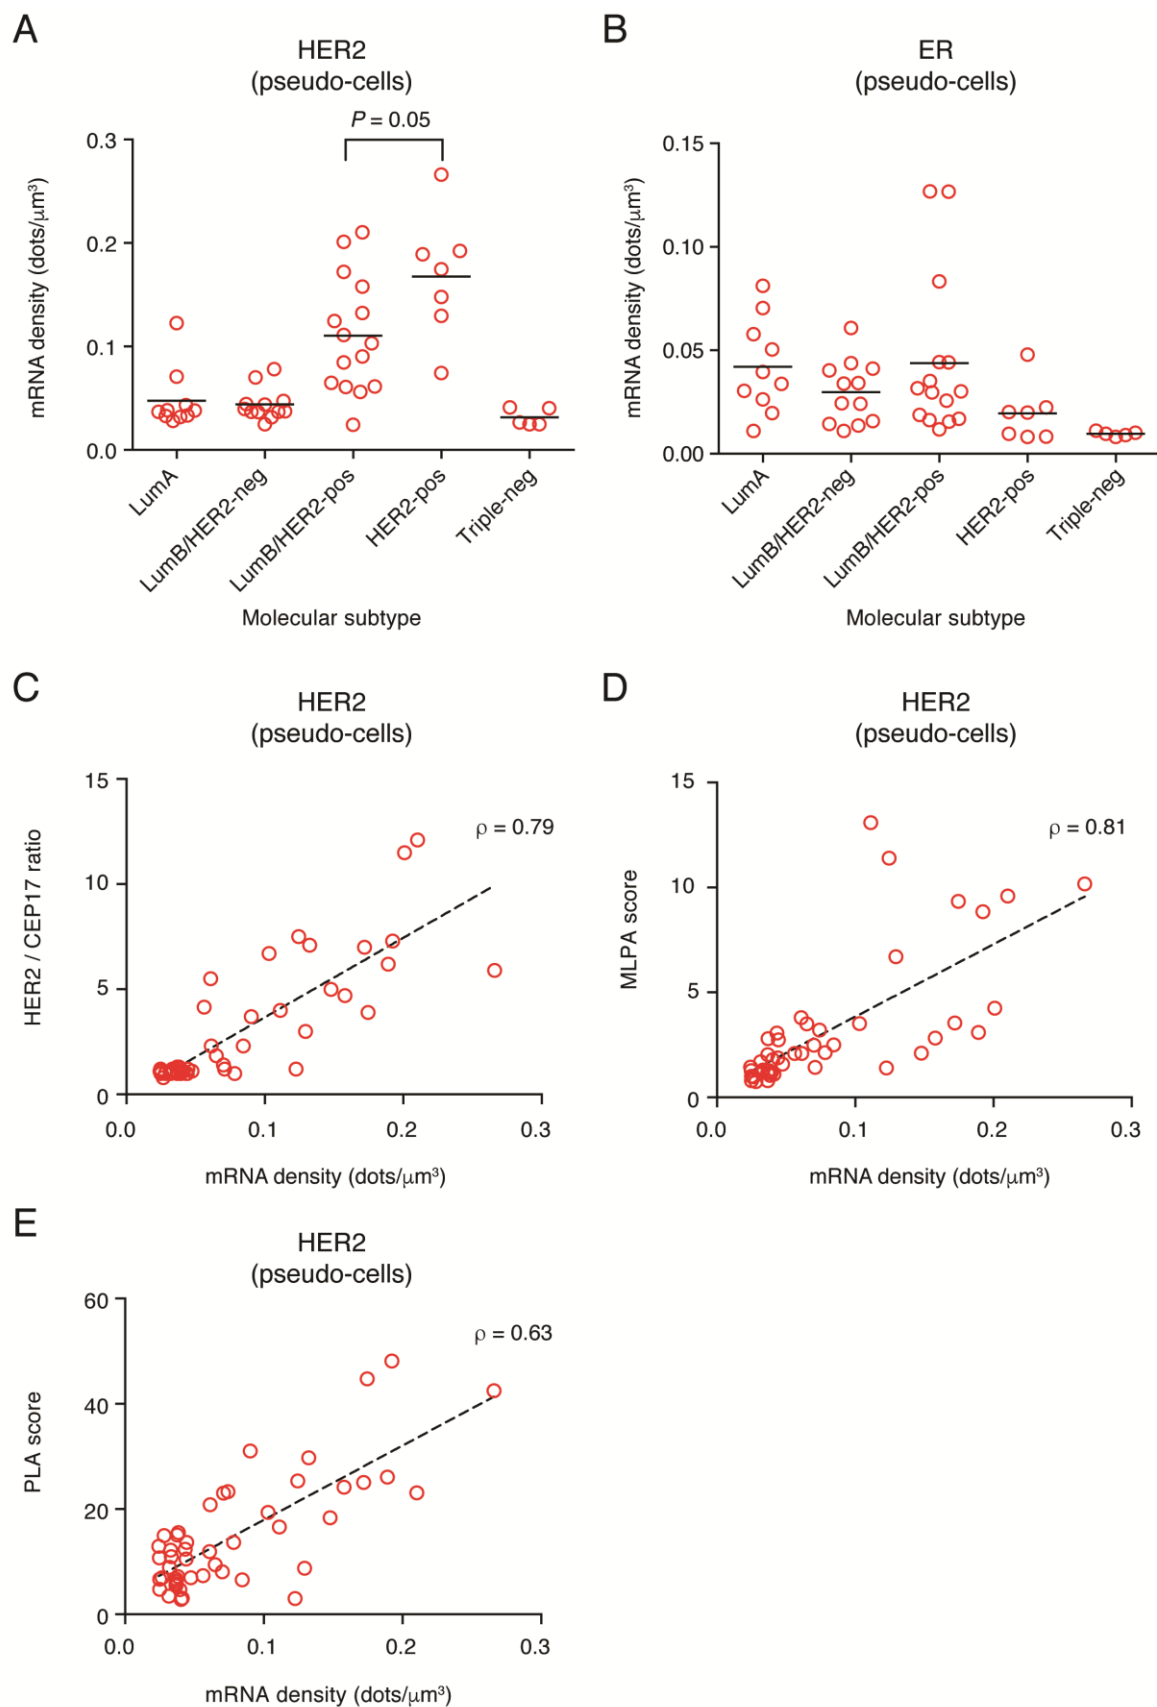 A
HER2
(pseudo-cells)
P = 0.05
mRNA density (dots/μm³)
0.3
0.2
0.1
0.0
LumA
LumB/HER2-neg
LumB/HER2-pos
HER2-pos
Triple-neg
Molecular subtype
B
ER
(pseudo-cells)
mRNA density (dots/μm³)
0.15
0.10
0.05
0.00
LumA
LumB/HER2-neg
LumB/HER2-pos
HER2-pos
Triple-neg
Molecular subtype
C
HER2
(pseudo-cells)
ρ = 0.79
HER2 / CEP17 ratio
15
10
5
0
0.0 0.1 0.2 0.3
mRNA density (dots/μm³)
D
HER2
(pseudo-cells)
ρ = 0.81
MLPA score
15
10
5
0
0.0 0.1 0.2 0.3
mRNA density (dots/μm³)
E
HER2
(pseudo-cells)
ρ = 0.63
PLA score
60
40
20
0
0.0 0.1 0.2 0.3
mRNA density (dots/μm³)